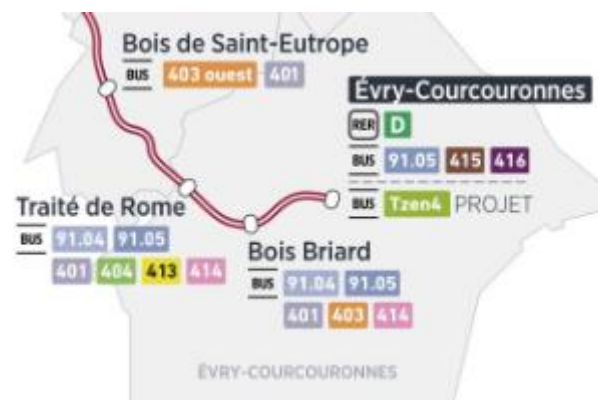 Bois de Saint-Eutrope
BUS 403 ouest 401
Évry-Courcouronnes
RER D
BUS 91.05 415 416
BUS Tzen4 PROJET
Traité de Rome
BUS 91.04 91.05
401 404 413 414
Bois Briard
BUS 91.04 91.05
401 403 414
ÉVRY-COURCOURONNES